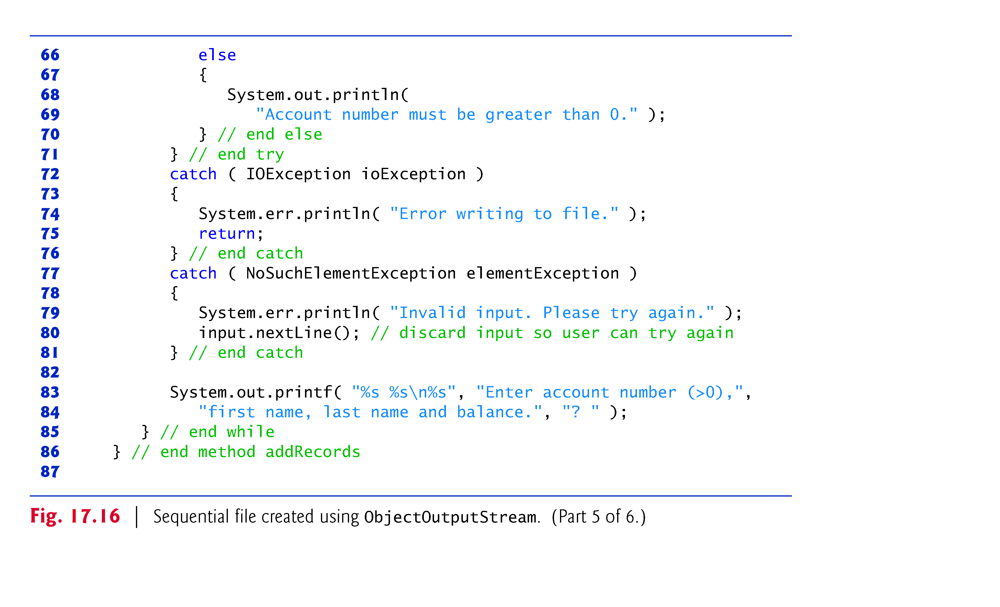 66 else
67 {
68 System.out.println(
69 "Account number must be greater than 0." );
70 } // end else
71 } // end try
72 catch ( IOException ioException )
73 {
74 System.err.println( "Error writing to file." );
75 return;
76 } // end catch
77 catch ( NoSuchElementException elementException )
78 {
79 System.err.println( "Invalid input. Please try again." );
80 input.nextLine(); // discard input so user can try again
81 } // end catch
82
83 System.out.printf( "%s %s\n%s", "Enter account number (>0),",
84 "first name, last name and balance.", "? " );
85 } // end while
86 } // end method addRecords
87
Fig. 17.16 | Sequential file created using ObjectOutputStream. (Part 5 of 6.)